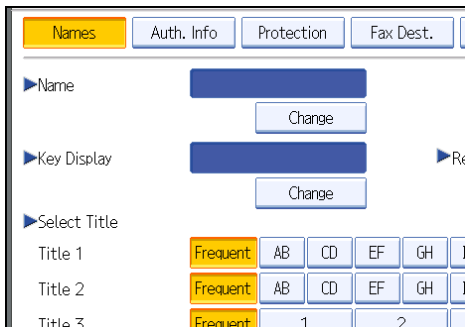 Names Auth. Info Protection Fax Dest.
▶Name
Change
▶Key Display ▶Re
Change
▶Select Title
Title 1 Frequent AB CD EF GH
Title 2 Frequent AB CD EF GH
Title 3 Frequent 1 2